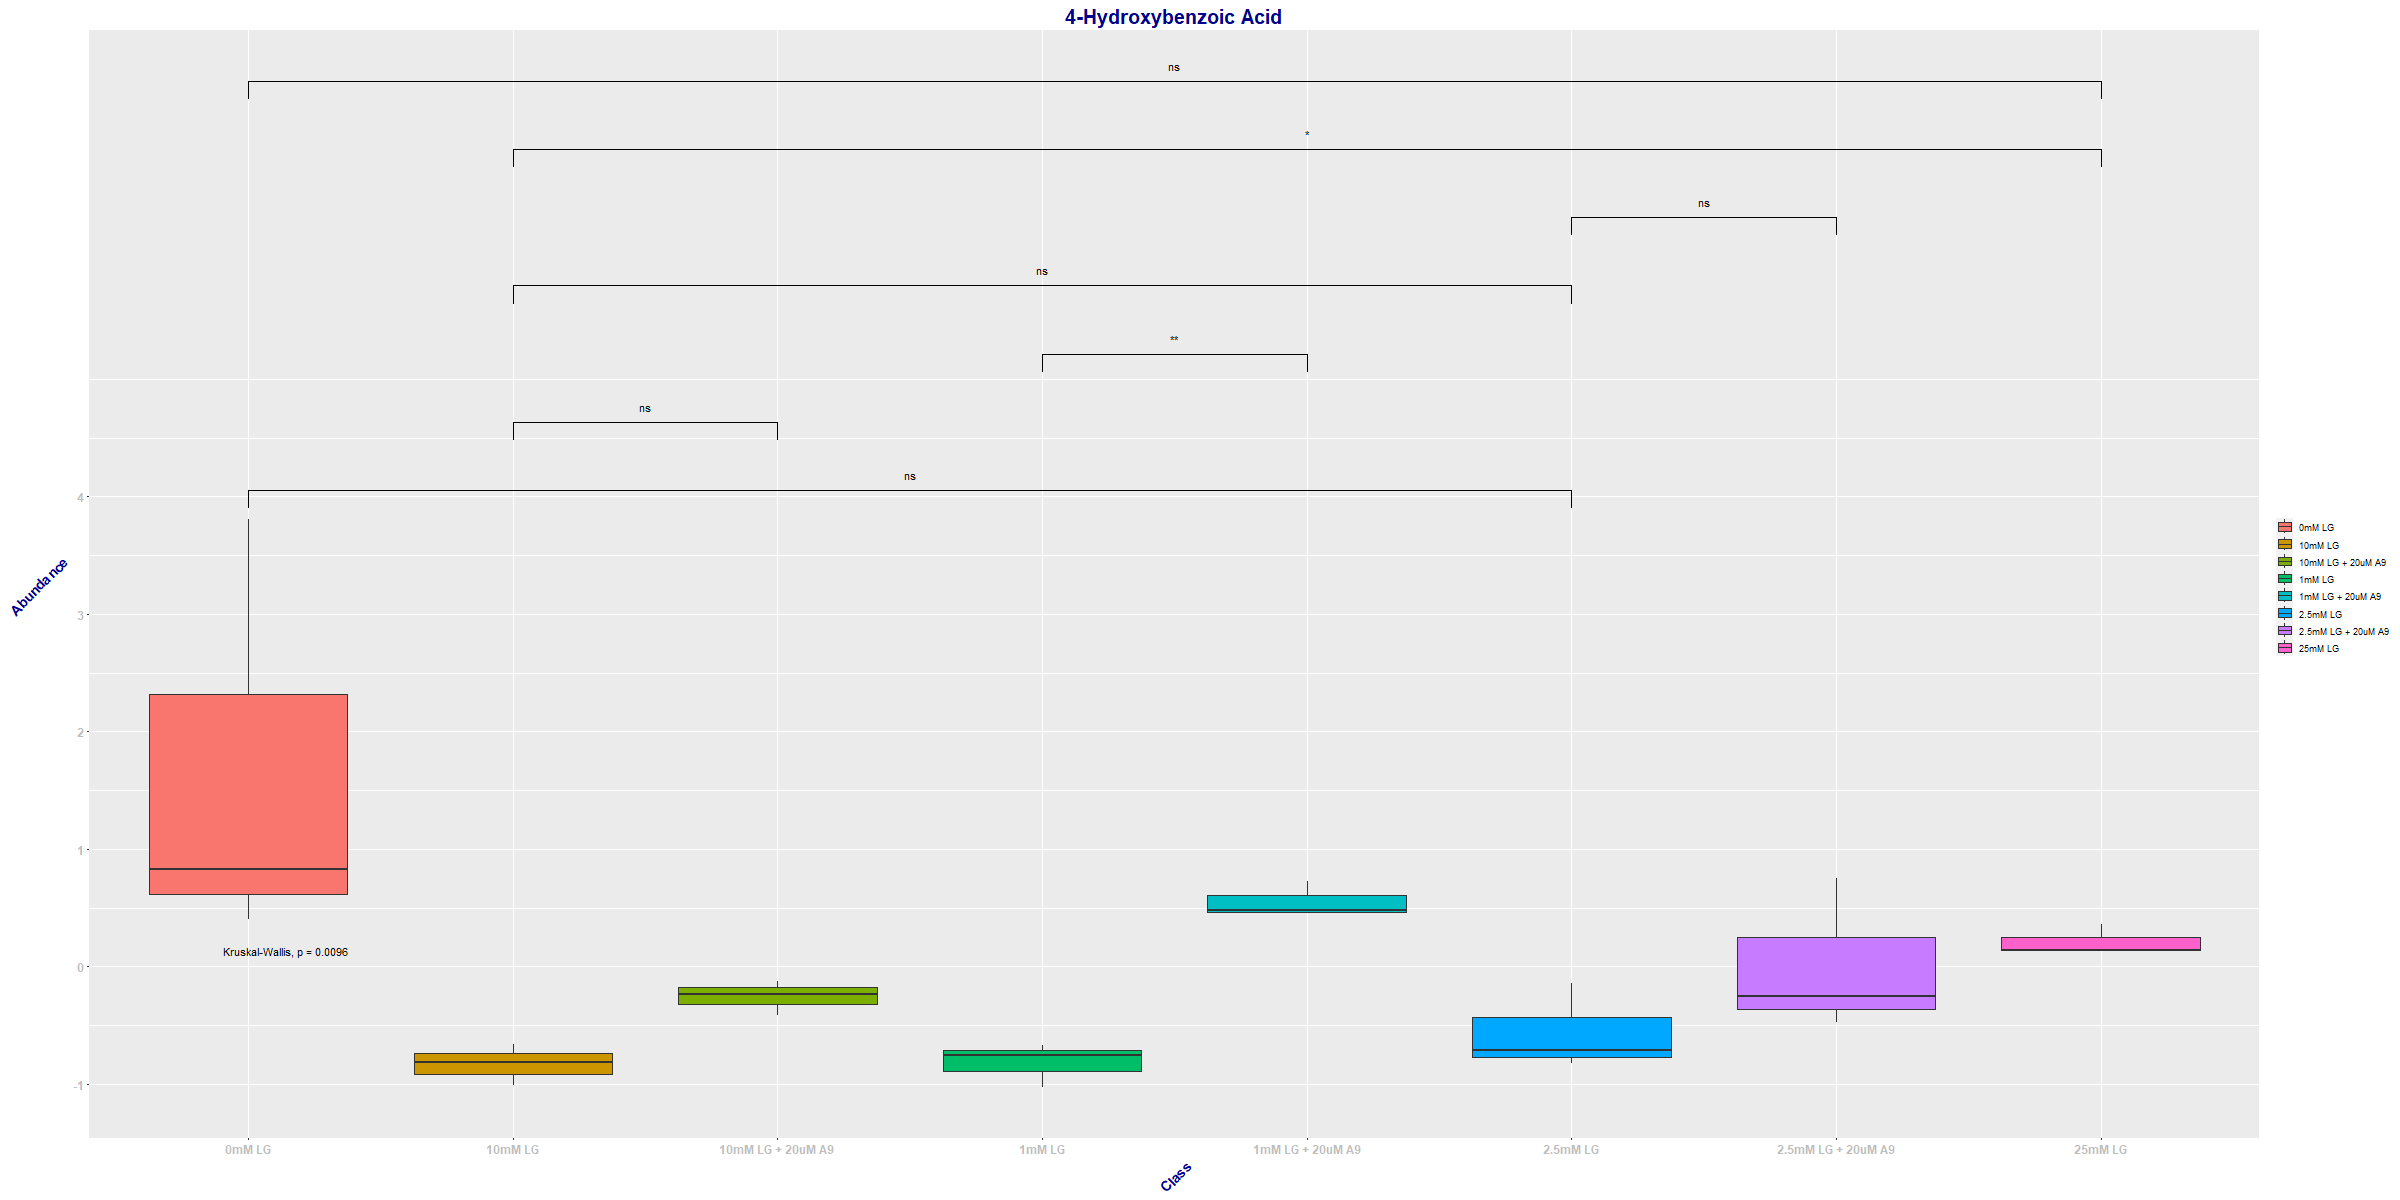 4-Hydroxybenzoic Acid
ns
*
ns
ns
**
ns
ns
4
3
2
1
0
-1
Abundance
Kruskal-Wallis, p = 0.0096
0mM LG
10mM LG
10mM LG + 20uM A9
1mM LG
1mM LG + 20uM A9
2.5mM LG
2.5mM LG + 20uM A9
25mM LG
Class
0mM LG
10mM LG
10mM LG + 20uM A9
1mM LG
1mM LG + 20uM A9
2.5mM LG
2.5mM LG + 20uM A9
25mM LG